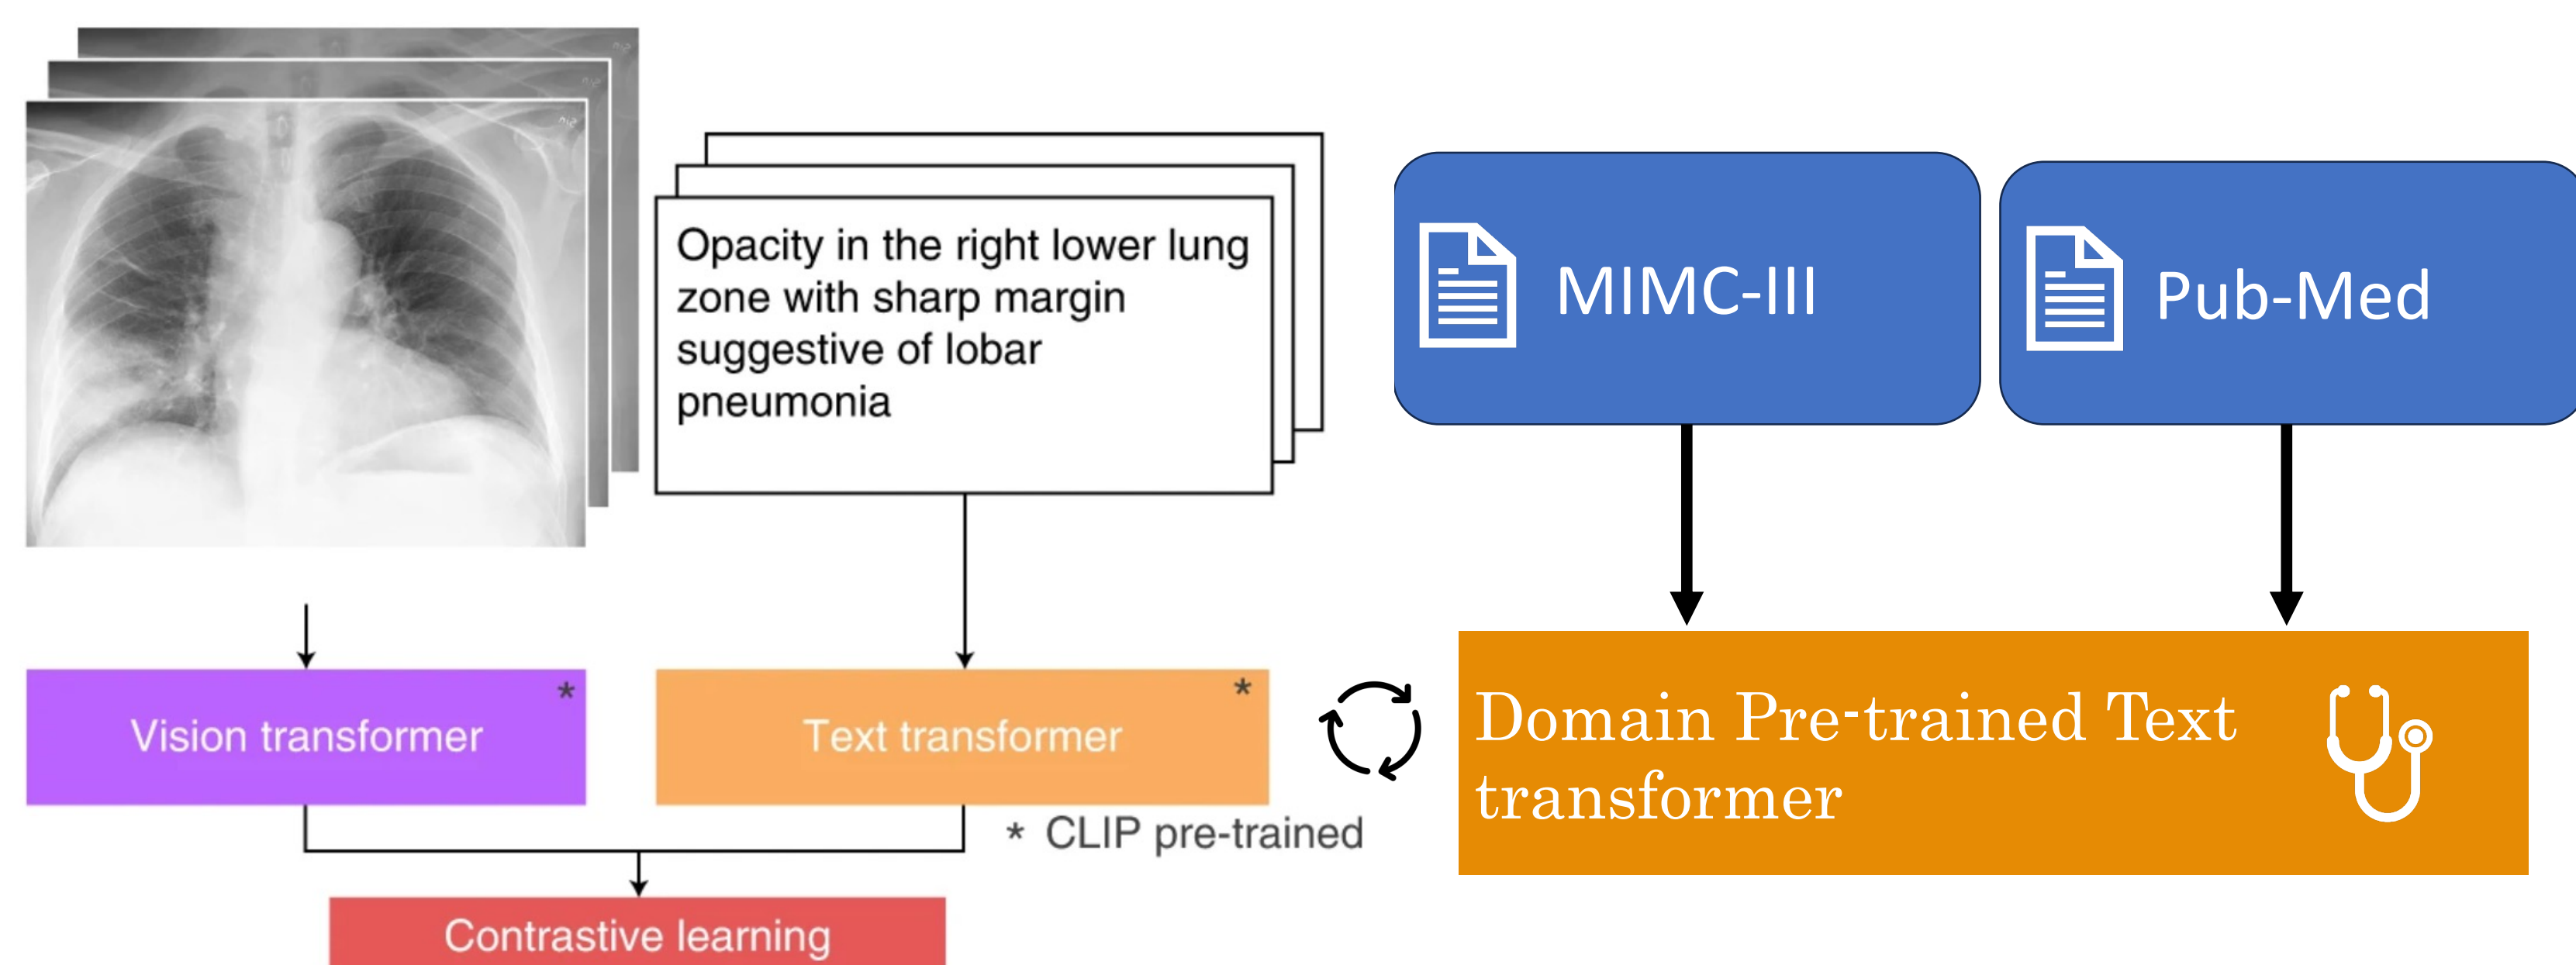 Opacity in the right lower lung
zone with sharp margin
suggestive of lobar
pneumonia
MIMC-III
Pub-Med
Vision transformer *
Text transformer *
* CLIP pre-trained
Domain Pre-trained Text
transformer
Contrastive learning